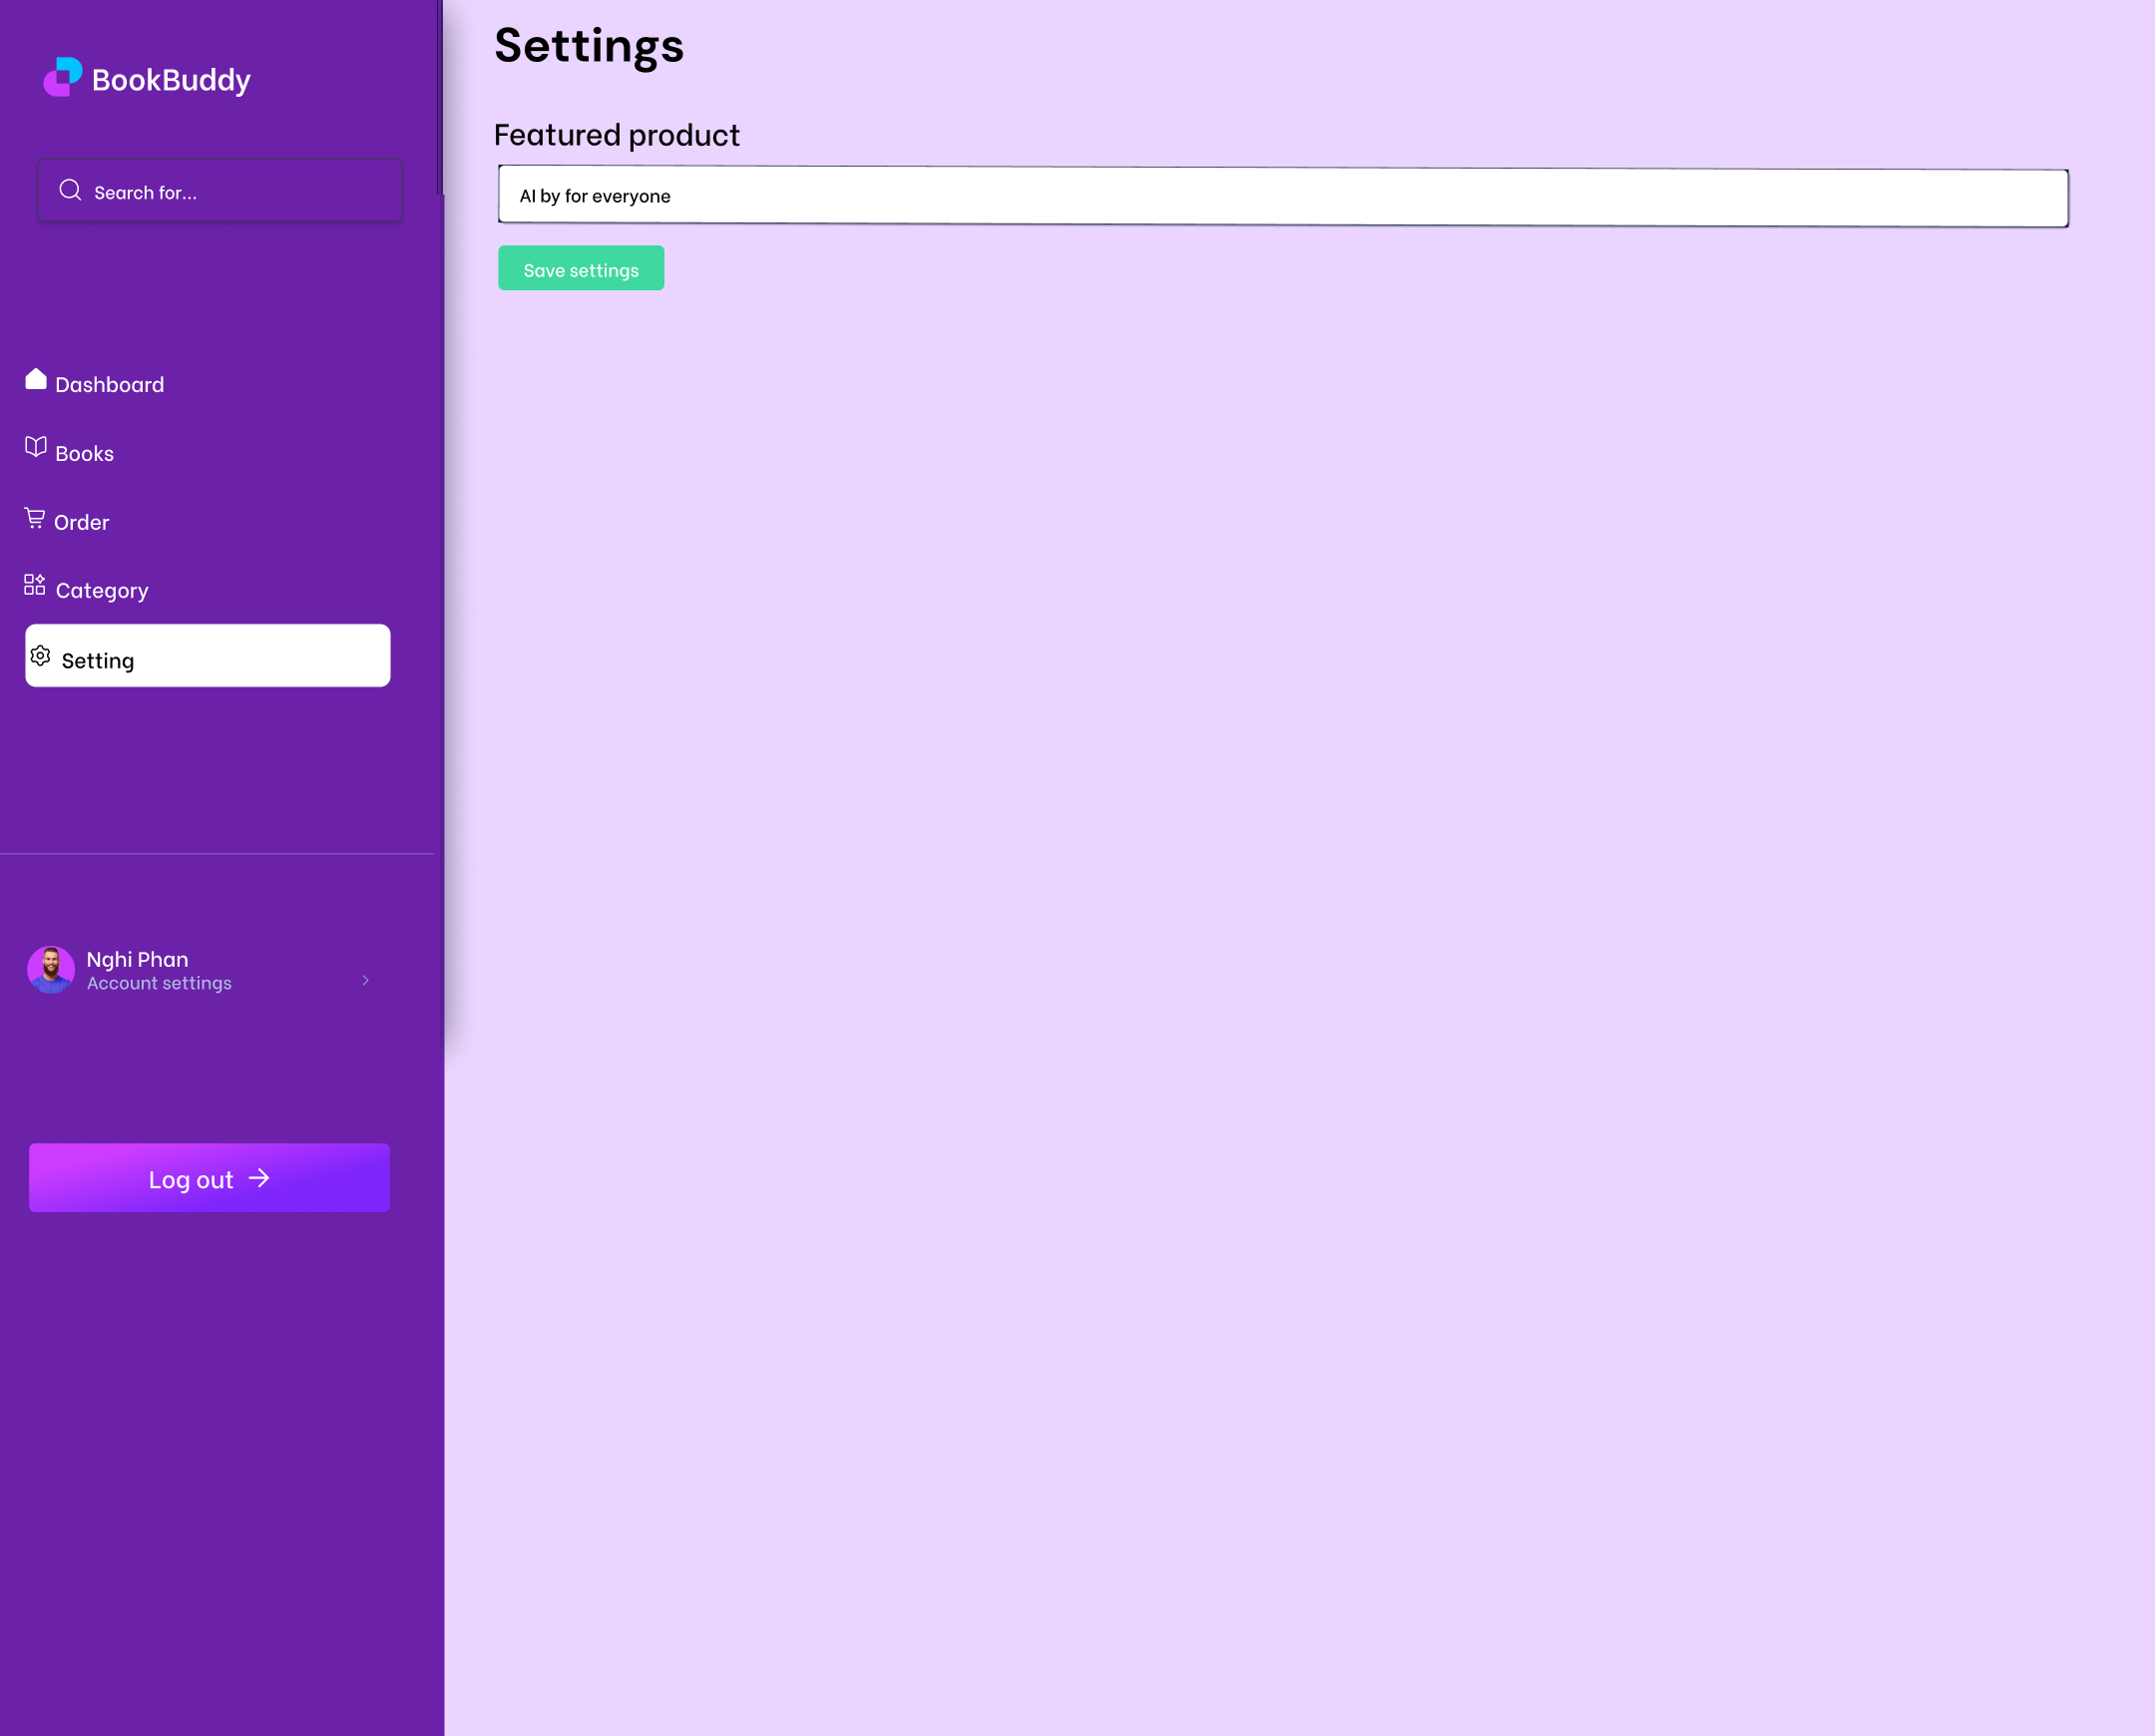 BookBuddy
Search for...
Dashboard
Books
Order
Category
Setting
Nghi Phan
Account settings
Log out
Settings
Featured product
AI by for everyone
Save settings